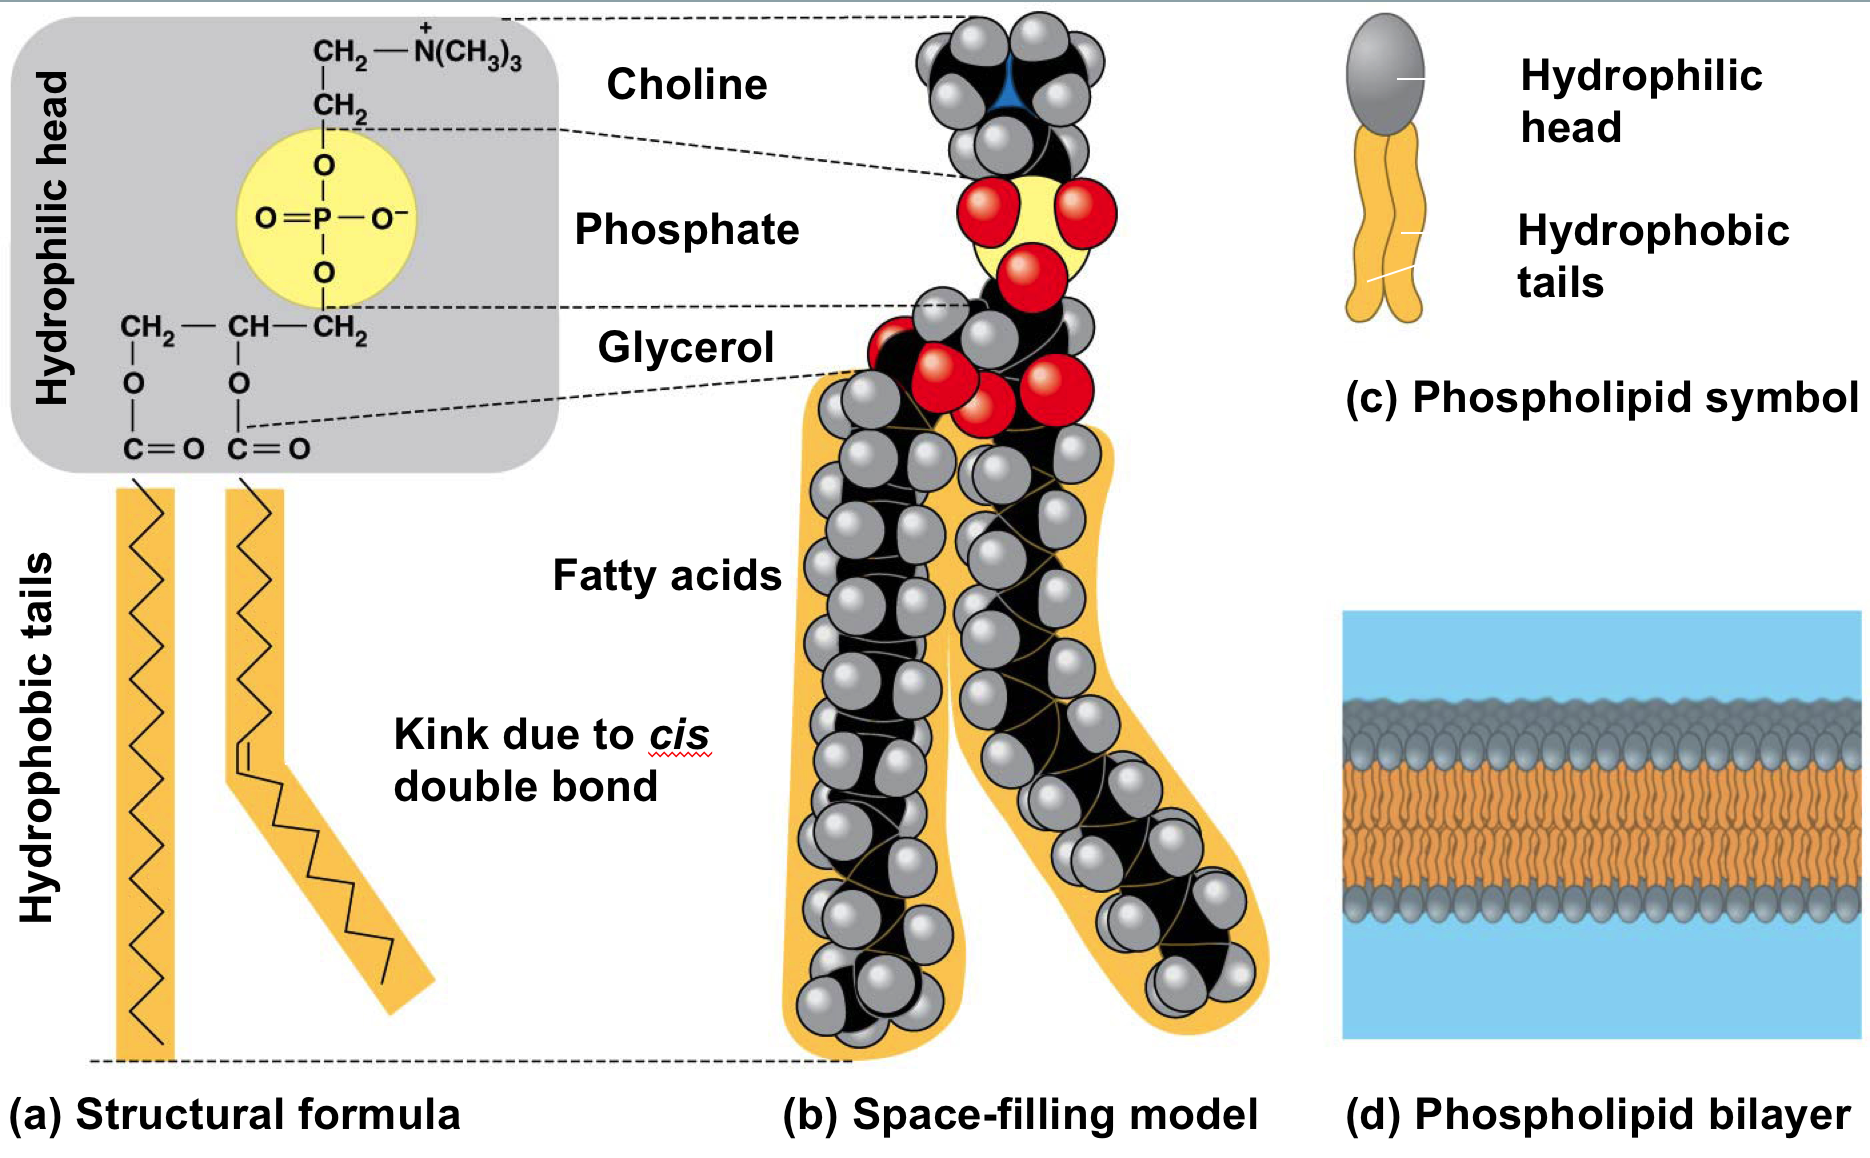 Hydrophilic head
CH₂—N⁺(CH₃)₃
CH₂
O
O=P—O⁻
O
CH₂—CH—CH₂
O O
C=O C=O
Hydrophobic tails
Choline
Phosphate
Glycerol
Fatty acids
Kink due to cis
double bond
(a) Structural formula
(b) Space-filling model
Hydrophilic
head
Hydrophobic
tails
(c) Phospholipid symbol
(d) Phospholipid bilayer